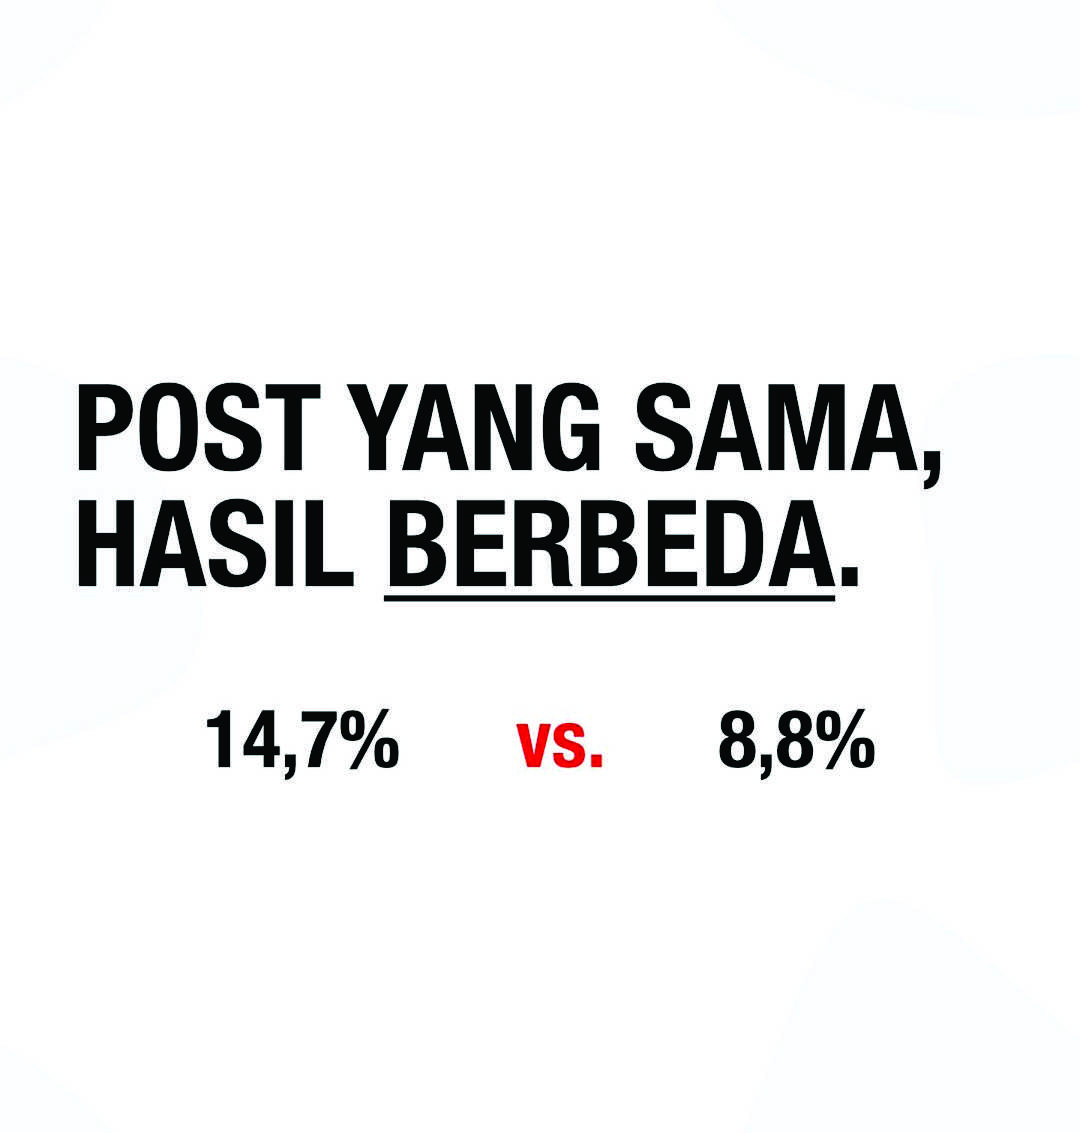 POST YANG SAMA,
HASIL BERBEDA.
14,7% vs. 8,8%